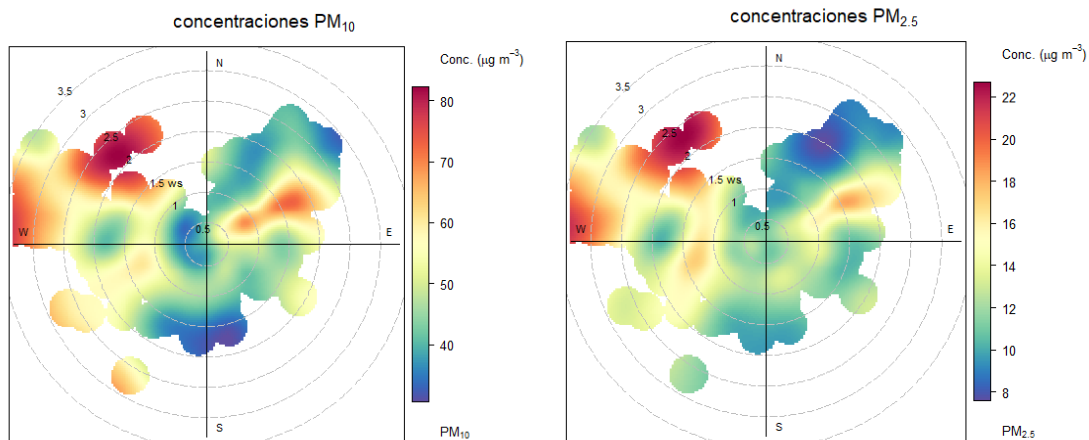 concentraciones PM₁₀
Conc. (μg m⁻³)
N
3.5
3
2.5
2
1.5 ws
1
0.5
W
E
S
80
70
60
50
40
PM₁₀
concentraciones PM₂.₅
Conc. (μg m⁻³)
N
3.5
3
2.5
2
1.5 ws
1
0.5
W
E
S
22
20
18
16
14
12
10
8
PM₂.₅